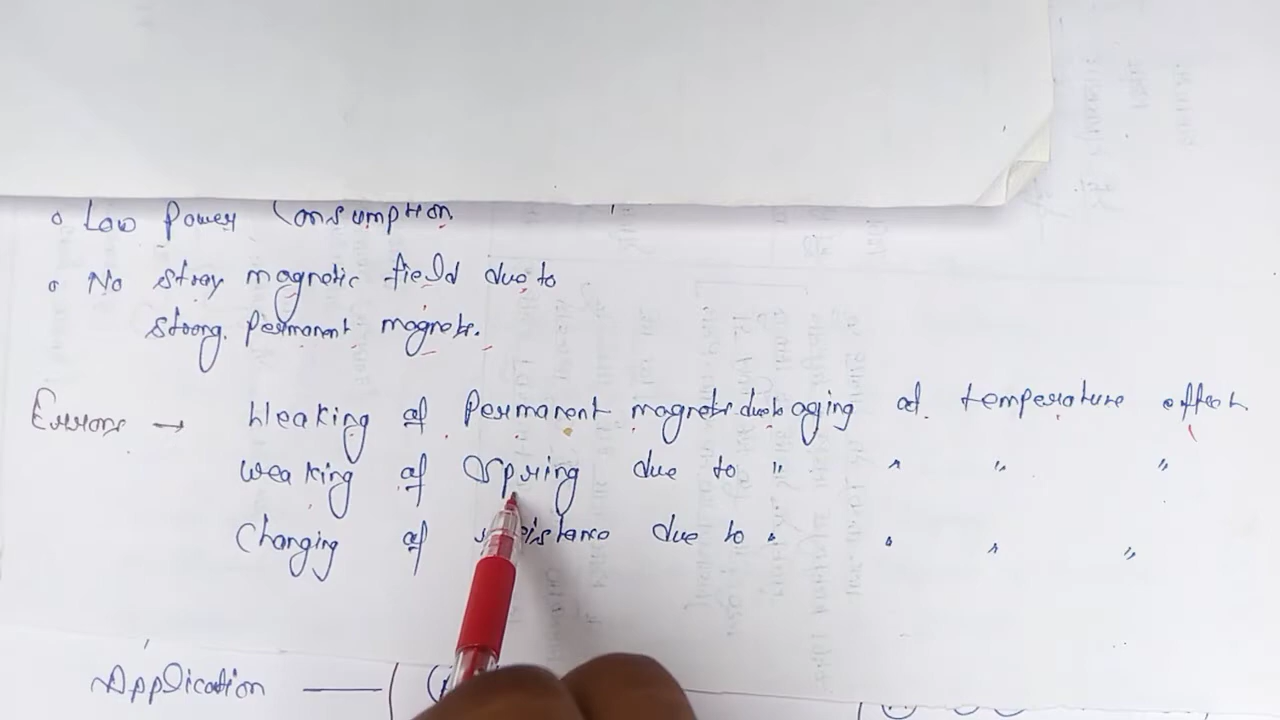 o Low Power Consumption.
o No stray magnetic field due to
strong. Permanent magnets.
Errors → Weaking of Permanent magnets due to aging at temperature effect
Weaking of Spring due to " " " "
Changing of due to " " " "
Application —